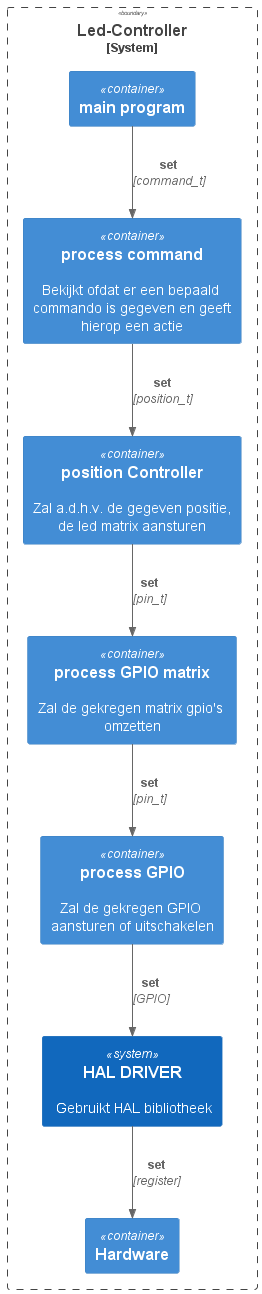 «boundary»
Led-Controller
[System]
«container»
main program
set
[command_t]
«container»
process command
Bekijkt ofdat er een bepaald
commando is gegeven en geeft
hierop een actie
set
[position_t]
«container»
position Controller
Zal a.d.h.v. de gegeven positie,
de led matrix aansturen
set
[pin_t]
«container»
process GPIO matrix
Zal de gekregen matrix gpio's
omzetten
set
[pin_t]
«container»
process GPIO
Zal de gekregen GPIO
aansturen of uitschakelen
set
[GPIO]
«system»
HAL DRIVER
Gebruikt HAL bibliotheek
set
[register]
«container»
Hardware